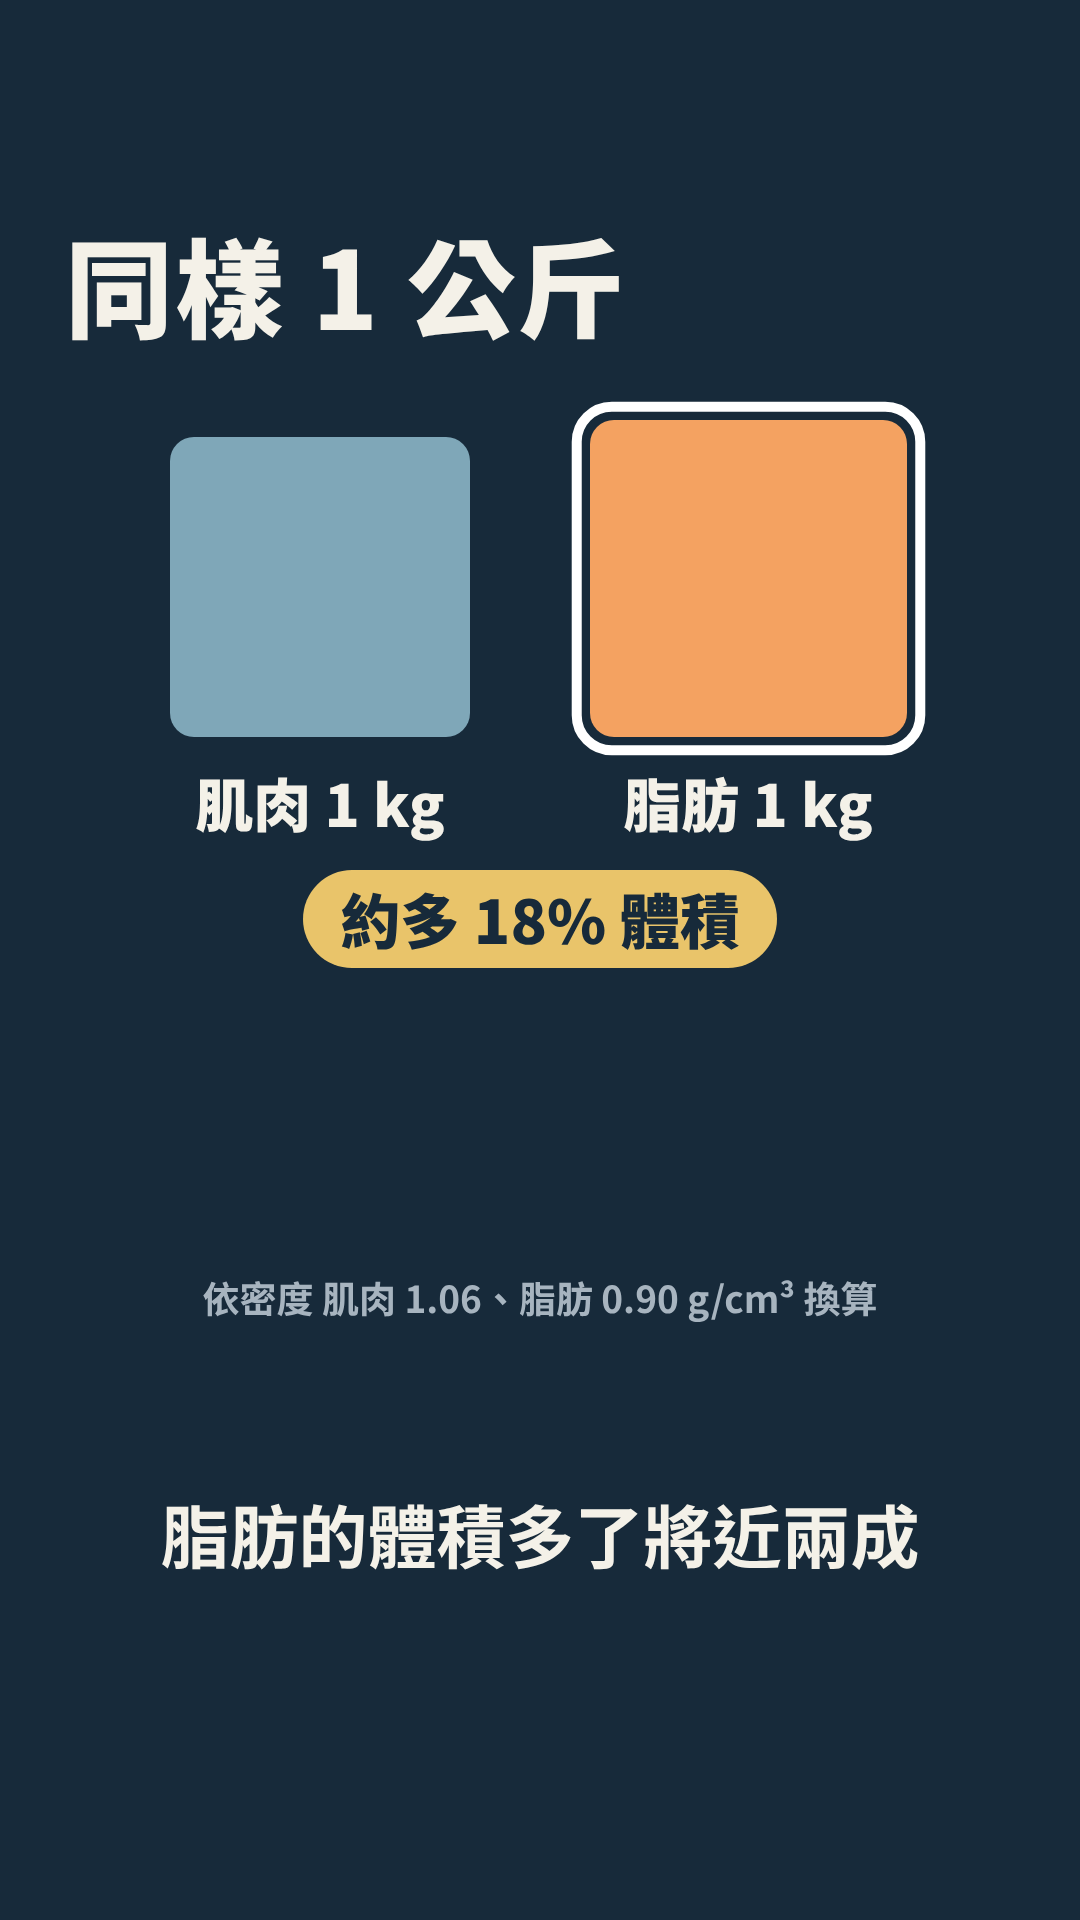 同樣 1 公斤
肌肉 1 kg
脂肪 1 kg
約多 18% 體積
依密度 肌肉 1.06、脂肪 0.90 g/cm³ 換算
脂肪的體積多了將近兩成